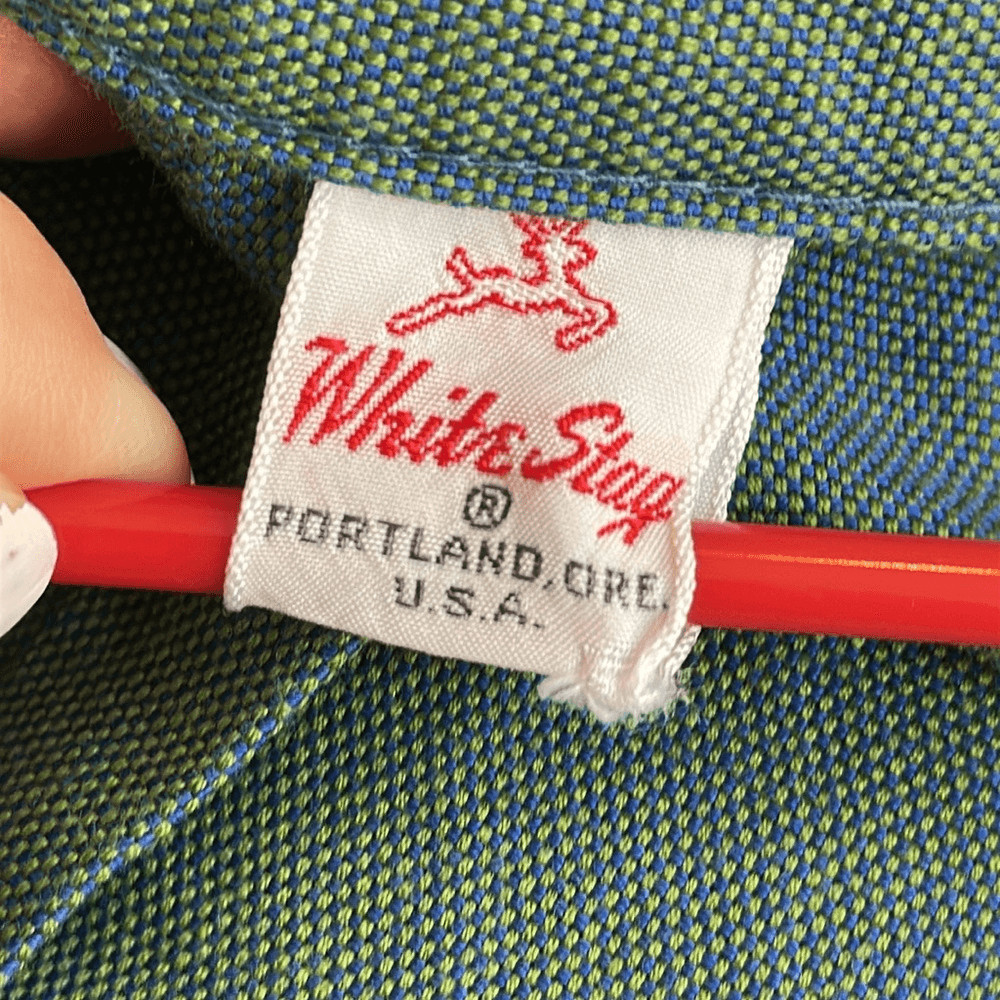 White Stag
®
PORTLAND, ORE.
U.S.A.